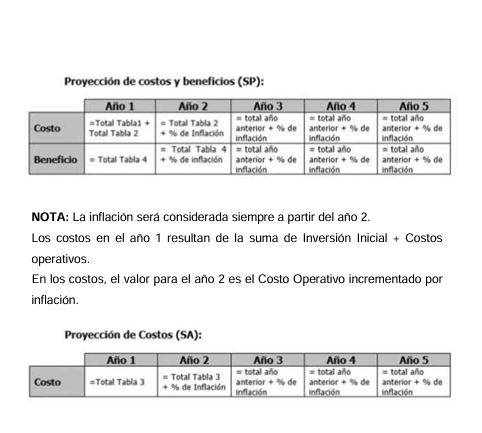 Proyección de costos y beneficios (SP):
Año 1 Año 2 Año 3 Año 4 Año 5
Costo
=Total Tabla1 +
Total Tabla 2
= Total Tabla 2
+ % de Inflación
= total año
anterior + % de
inflación
= total año
anterior + % de
inflación
= total año
anterior + % de
inflación
Beneficio
= Total Tabla 4
= Total Tabla 4
+ % de inflación
= total año
anterior + % de
inflación
= total año
anterior + % de
inflación
= total año
anterior + % de
inflación
NOTA: La inflación será considerada siempre a partir del año 2.
Los costos en el año 1 resultan de la suma de Inversión Inicial + Costos
operativos.
En los costos, el valor para el año 2 es el Costo Operativo incrementado por
inflación.
Proyección de Costos (SA):
Año 1 Año 2 Año 3 Año 4 Año 5
Costo
=Total Tabla 3
= Total Tabla 3
+ % de Inflación
= total año
anterior + % de
inflación
= total año
anterior + % de
inflación
= total año
anterior + % de
inflación